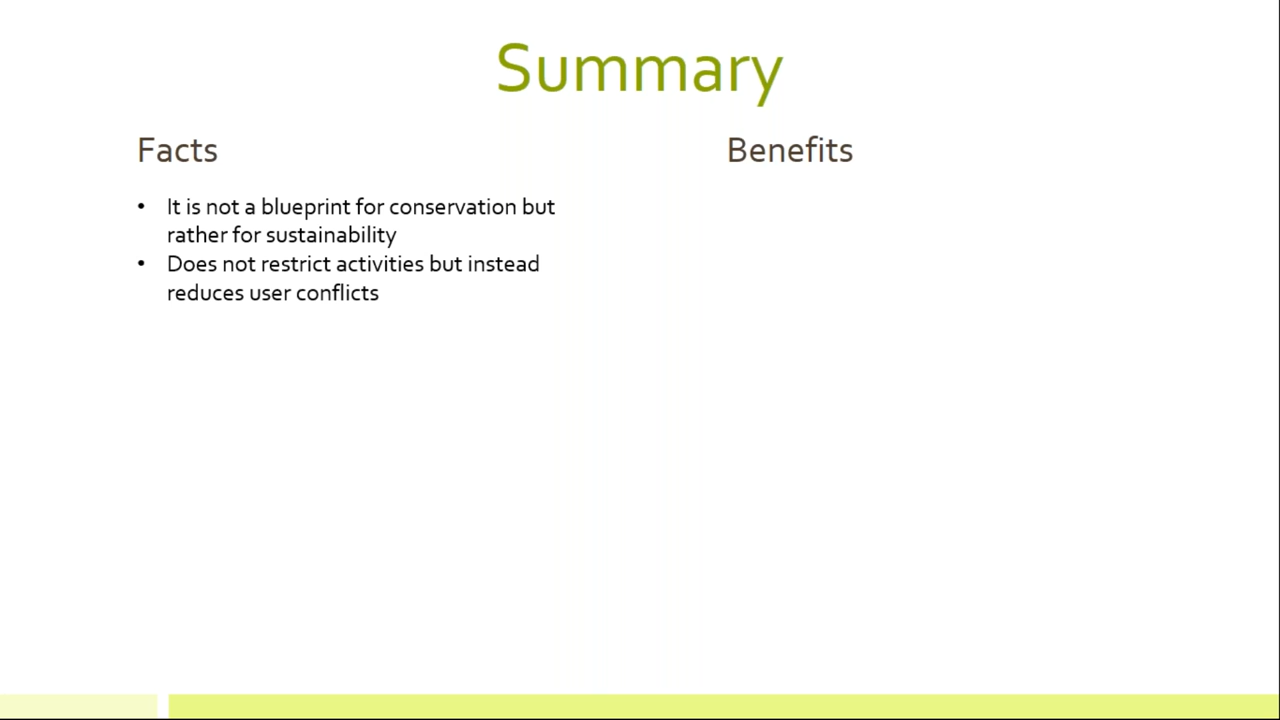 Summary
Facts
• It is not a blueprint for conservation but
rather for sustainability
• Does not restrict activities but instead
reduces user conflicts
Benefits